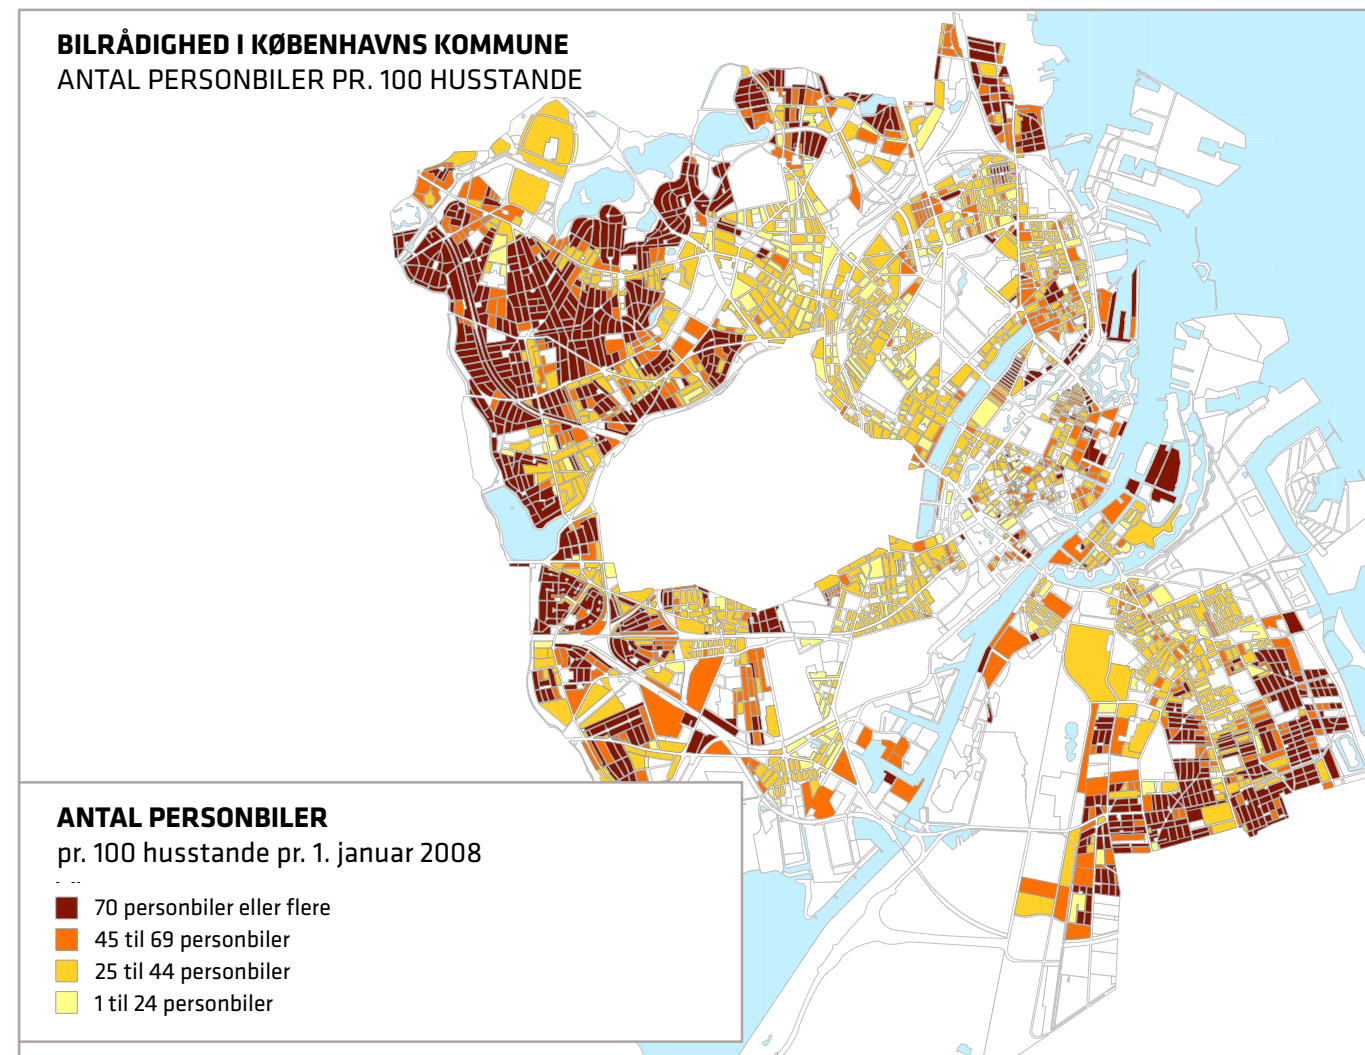 BILRÅDIGHED I KØBENHAVNS KOMMUNE
ANTAL PERSONBILER PR. 100 HUSSTANDE
ANTAL PERSONBILER
pr. 100 husstande pr. 1. januar 2008
70 personbiler eller flere
45 til 69 personbiler
25 til 44 personbiler
1 til 24 personbiler